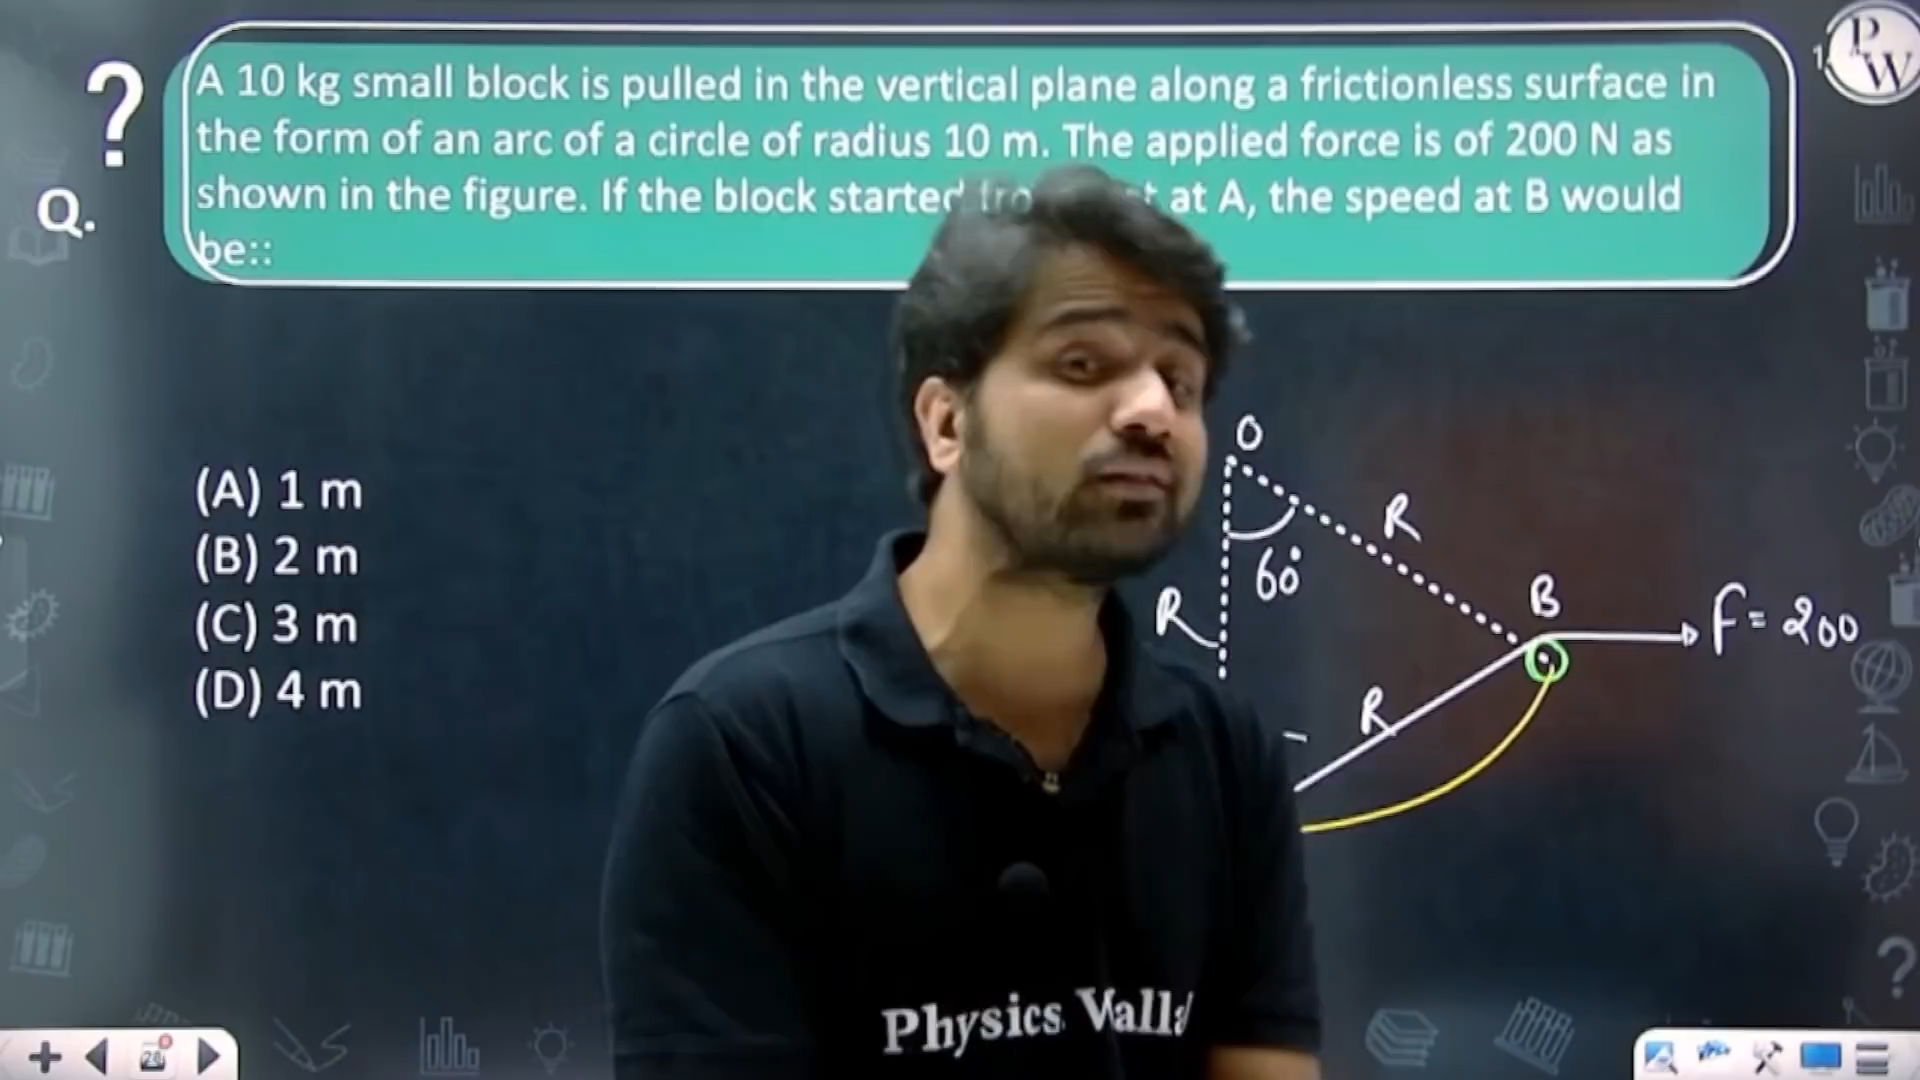 ?
Q.
A 10 kg small block is pulled in the vertical plane along a frictionless surface in
the form of an arc of a circle of radius 10 m. The applied force is of 200 N as
shown in the figure. If the block started at A, the speed at B would
be::
P
W
(A) 1 m
(B) 2 m
(C) 3 m
(D) 4 m
O
R
60°
R
B
F = 200
R
Physics